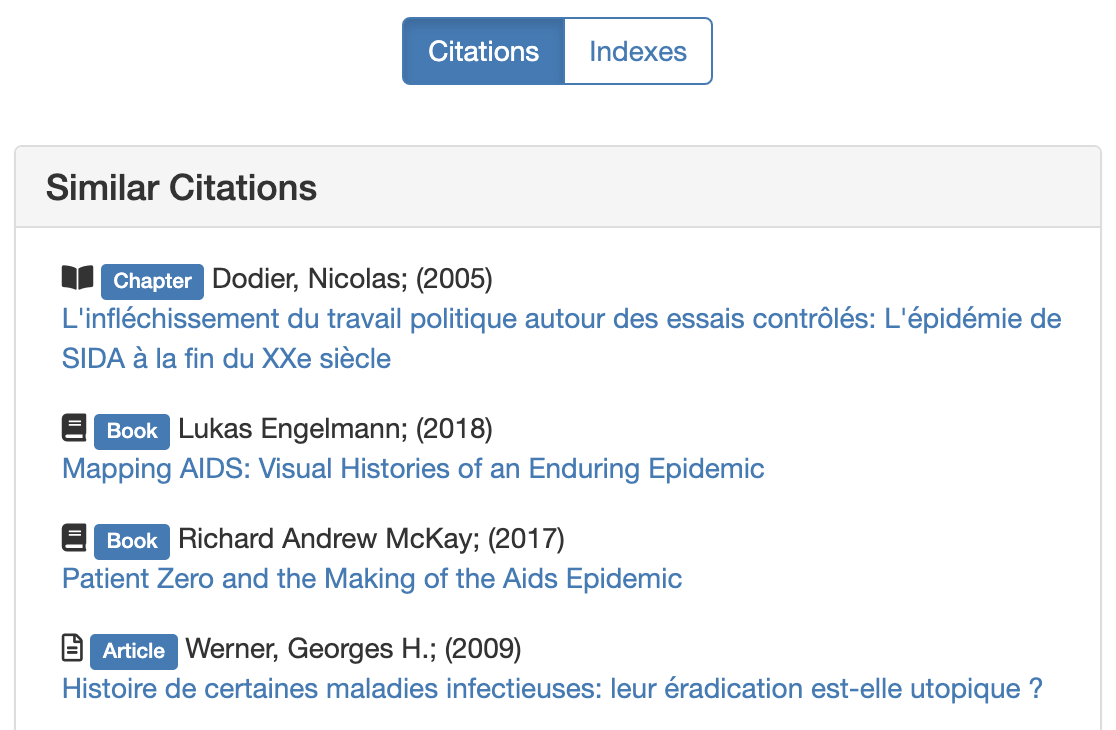 Citations Indexes
Similar Citations
Chapter Dodier, Nicolas; (2005)
L'infléchissement du travail politique autour des essais contrôlés: L'épidémie de
SIDA à la fin du XXe siècle
Book Lukas Engelmann; (2018)
Mapping AIDS: Visual Histories of an Enduring Epidemic
Book Richard Andrew McKay; (2017)
Patient Zero and the Making of the Aids Epidemic
Article Werner, Georges H.; (2009)
Histoire de certaines maladies infectieuses: leur éradication est-elle utopique ?